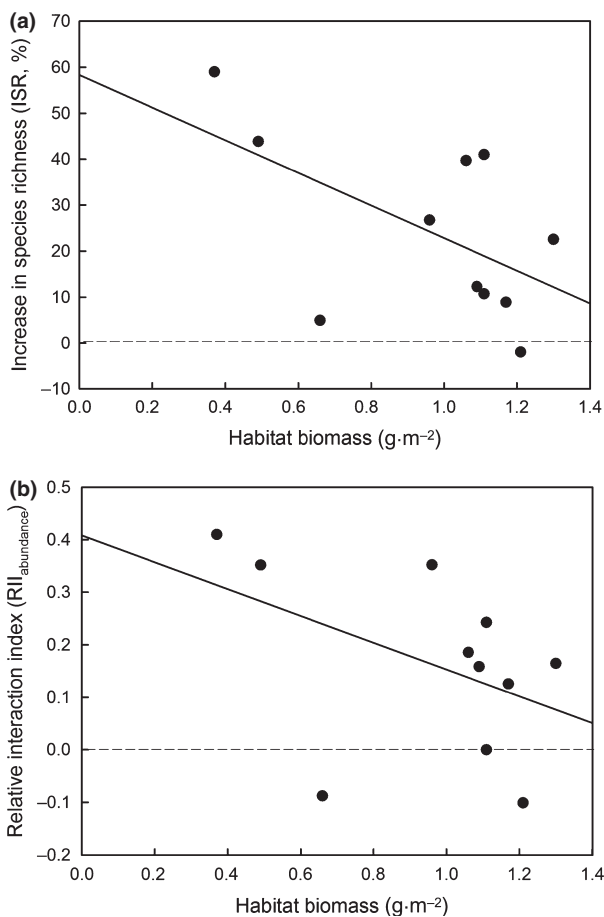 (a)
Increase in species richness (ISR, %)
70
60
50
40
30
20
10
0
–10
0.0 0.2 0.4 0.6 0.8 1.0 1.2 1.4
Habitat biomass (g·m–2)
(b)
Relative interaction index (RIIabundance)
0.5
0.4
0.3
0.2
0.1
0.0
–0.1
–0.2
0.0 0.2 0.4 0.6 0.8 1.0 1.2 1.4
Habitat biomass (g·m–2)